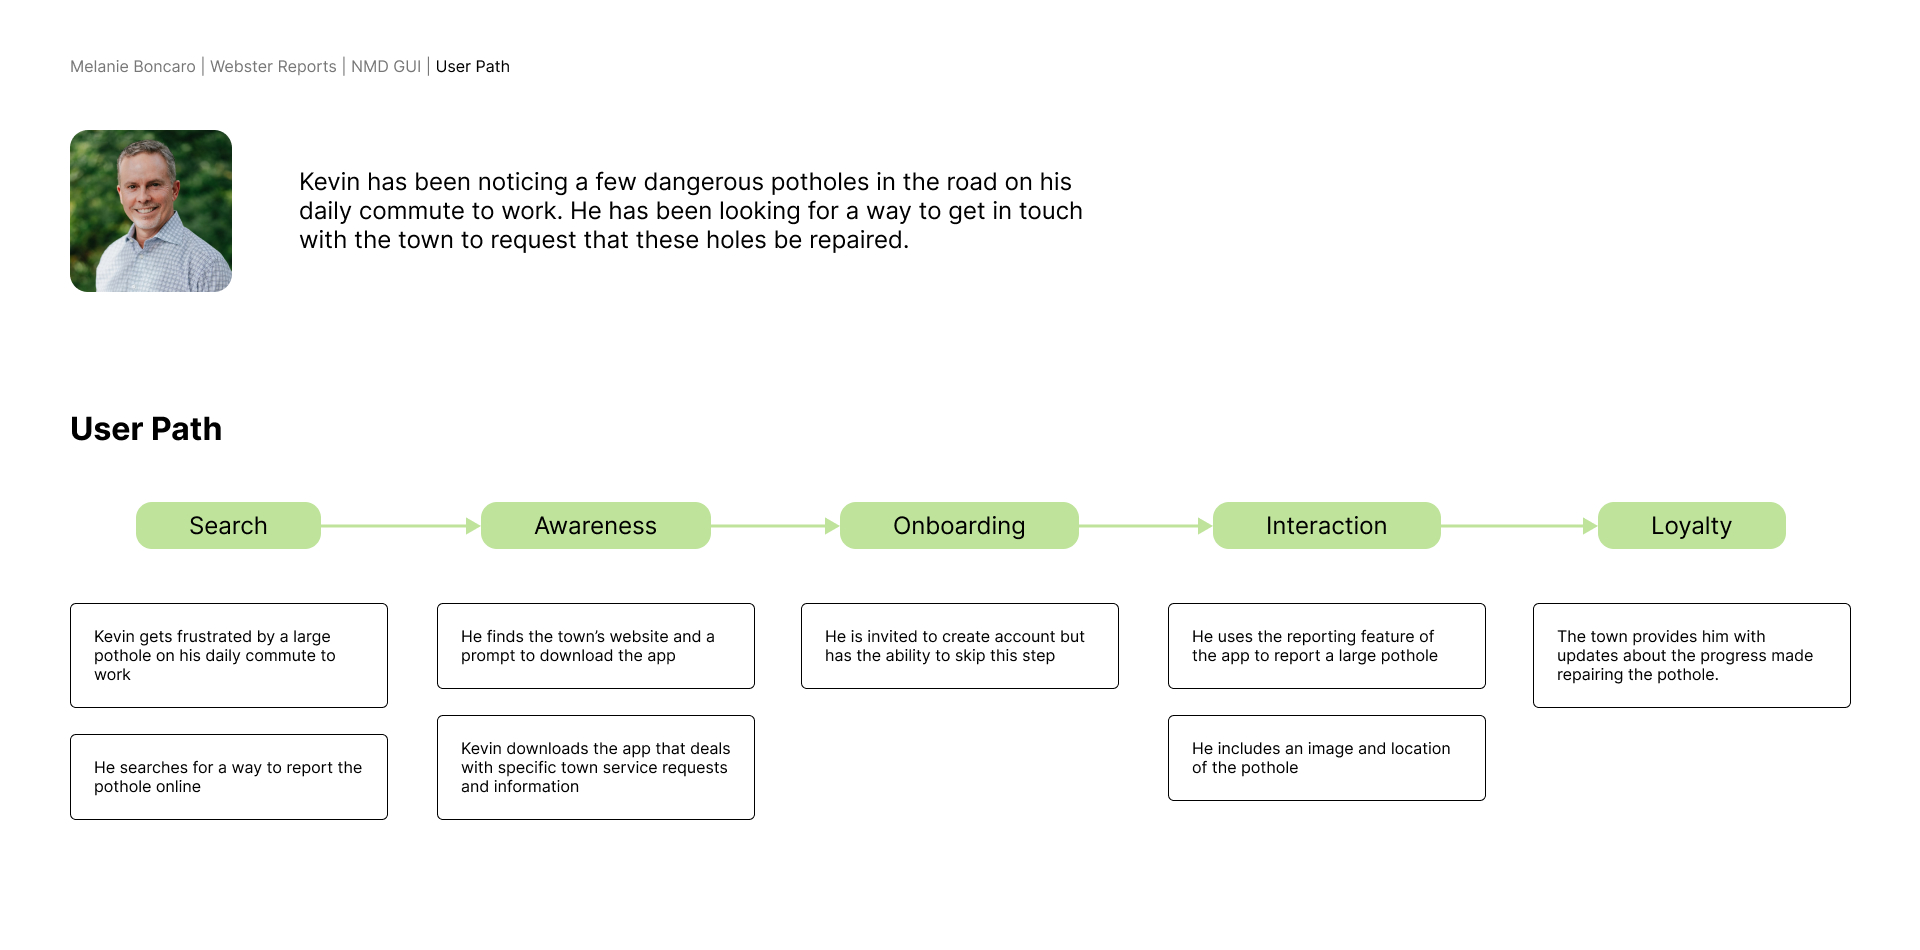 Melanie Boncaro | Webster Reports | NMD GUI | User Path
Kevin has been noticing a few dangerous potholes in the road on his
daily commute to work. He has been looking for a way to get in touch
with the town to request that these holes be repaired.
User Path
Search
Awareness
Onboarding
Interaction
Loyalty
Kevin gets frustrated by a large
pothole on his daily commute to
work
He searches for a way to report the
pothole online
He finds the town’s website and a
prompt to download the app
Kevin downloads the app that deals
with specific town service requests
and information
He is invited to create account but
has the ability to skip this step
He uses the reporting feature of
the app to report a large pothole
He includes an image and location
of the pothole
The town provides him with
updates about the progress made
repairing the pothole.